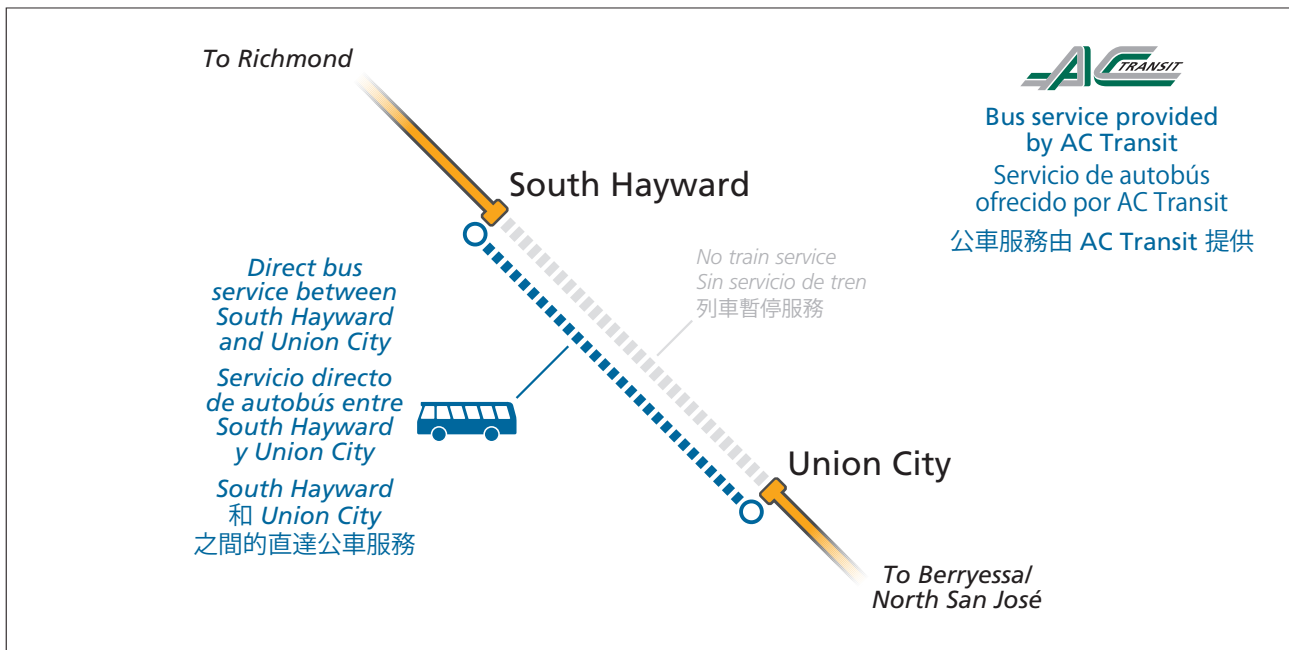 To Richmond
South Hayward
AC TRANSIT
Bus service provided
by AC Transit
Servicio de autobús
ofrecido por AC Transit
公車服務由 AC Transit 提供
No train service
Sin servicio de tren
列車暫停服務
Direct bus
service between
South Hayward
and Union City
Servicio directo
de autobús entre
South Hayward
y Union City
South Hayward
和 Union City
之間的直達公車服務
Union City
To Berryessa/
North San José